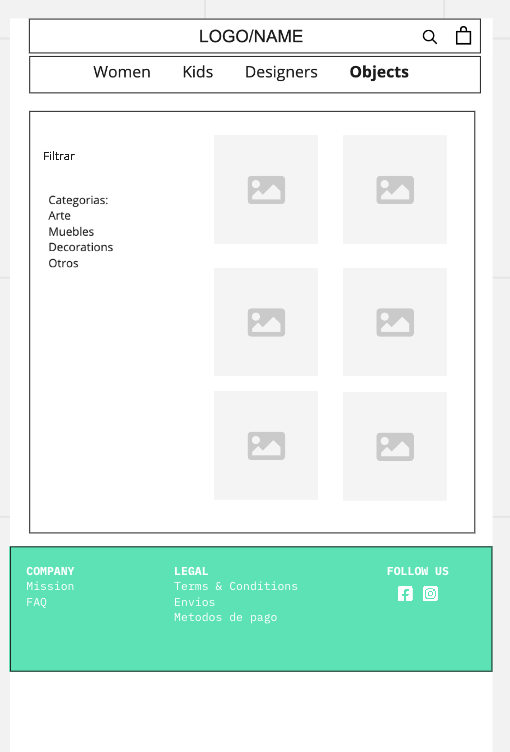 LOGO/NAME
Women Kids Designers Objects
Filtrar
Categorias:
Arte
Muebles
Decorations
Otros
COMPANY
Mission
FAQ
LEGAL
Terms & Conditions
Envios
Metodos de pago
FOLLOW US